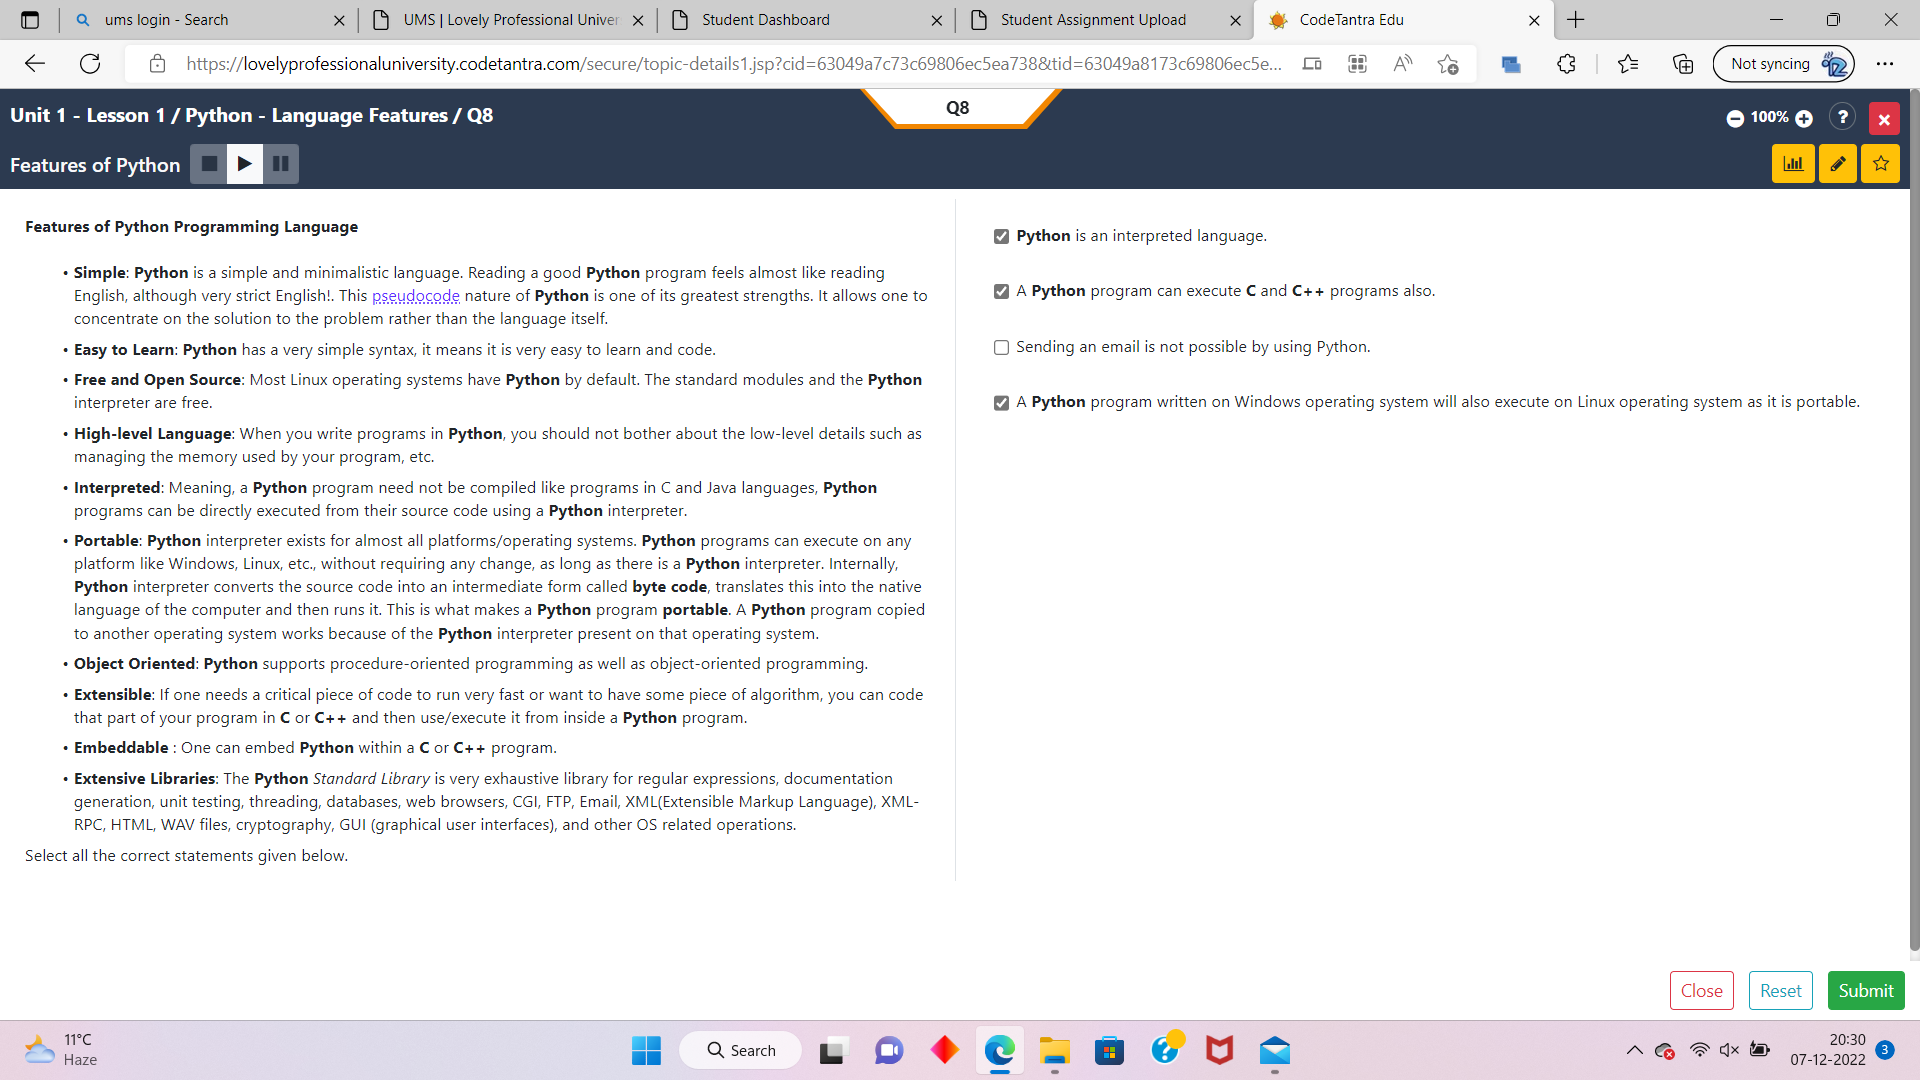 ums login - Search
UMS | Lovely Professional Univer
Student Dashboard
Student Assignment Upload
CodeTantra Edu
https://lovelyprofessionaluniversity.codetantra.com/secure/topic-details1.jsp?cid=63049a7c73c69806ec5ea738&tid=63049a8173c69806ec5e...
Not syncing
Unit 1 - Lesson 1 / Python - Language Features / Q8
Q8
100%
?
Features of Python
Features of Python Programming Language
• Simple: Python is a simple and minimalistic language. Reading a good Python program feels almost like reading
English, although very strict English!. This pseudocode nature of Python is one of its greatest strengths. It allows one to
concentrate on the solution to the problem rather than the language itself.
• Easy to Learn: Python has a very simple syntax, it means it is very easy to learn and code.
• Free and Open Source: Most Linux operating systems have Python by default. The standard modules and the Python
interpreter are free.
• High-level Language: When you write programs in Python, you should not bother about the low-level details such as
managing the memory used by your program, etc.
• Interpreted: Meaning, a Python program need not be compiled like programs in C and Java languages, Python
programs can be directly executed from their source code using a Python interpreter.
• Portable: Python interpreter exists for almost all platforms/operating systems. Python programs can execute on any
platform like Windows, Linux, etc., without requiring any change, as long as there is a Python interpreter. Internally,
Python interpreter converts the source code into an intermediate form called byte code, translates this into the native
language of the computer and then runs it. This is what makes a Python program portable. A Python program copied
to another operating system works because of the Python interpreter present on that operating system.
• Object Oriented: Python supports procedure-oriented programming as well as object-oriented programming.
• Extensible: If one needs a critical piece of code to run very fast or want to have some piece of algorithm, you can code
that part of your program in C or C++ and then use/execute it from inside a Python program.
• Embeddable : One can embed Python within a C or C++ program.
• Extensive Libraries: The Python Standard Library is very exhaustive library for regular expressions, documentation
generation, unit testing, threading, databases, web browsers, CGI, FTP, Email, XML(Extensible Markup Language), XML-
RPC, HTML, WAV files, cryptography, GUI (graphical user interfaces), and other OS related operations.
Select all the correct statements given below.
Python is an interpreted language.
A Python program can execute C and C++ programs also.
Sending an email is not possible by using Python.
A Python program written on Windows operating system will also execute on Linux operating system as it is portable.
Close
Reset
Submit
11°C
Haze
Search
20:30
07-12-2022
3